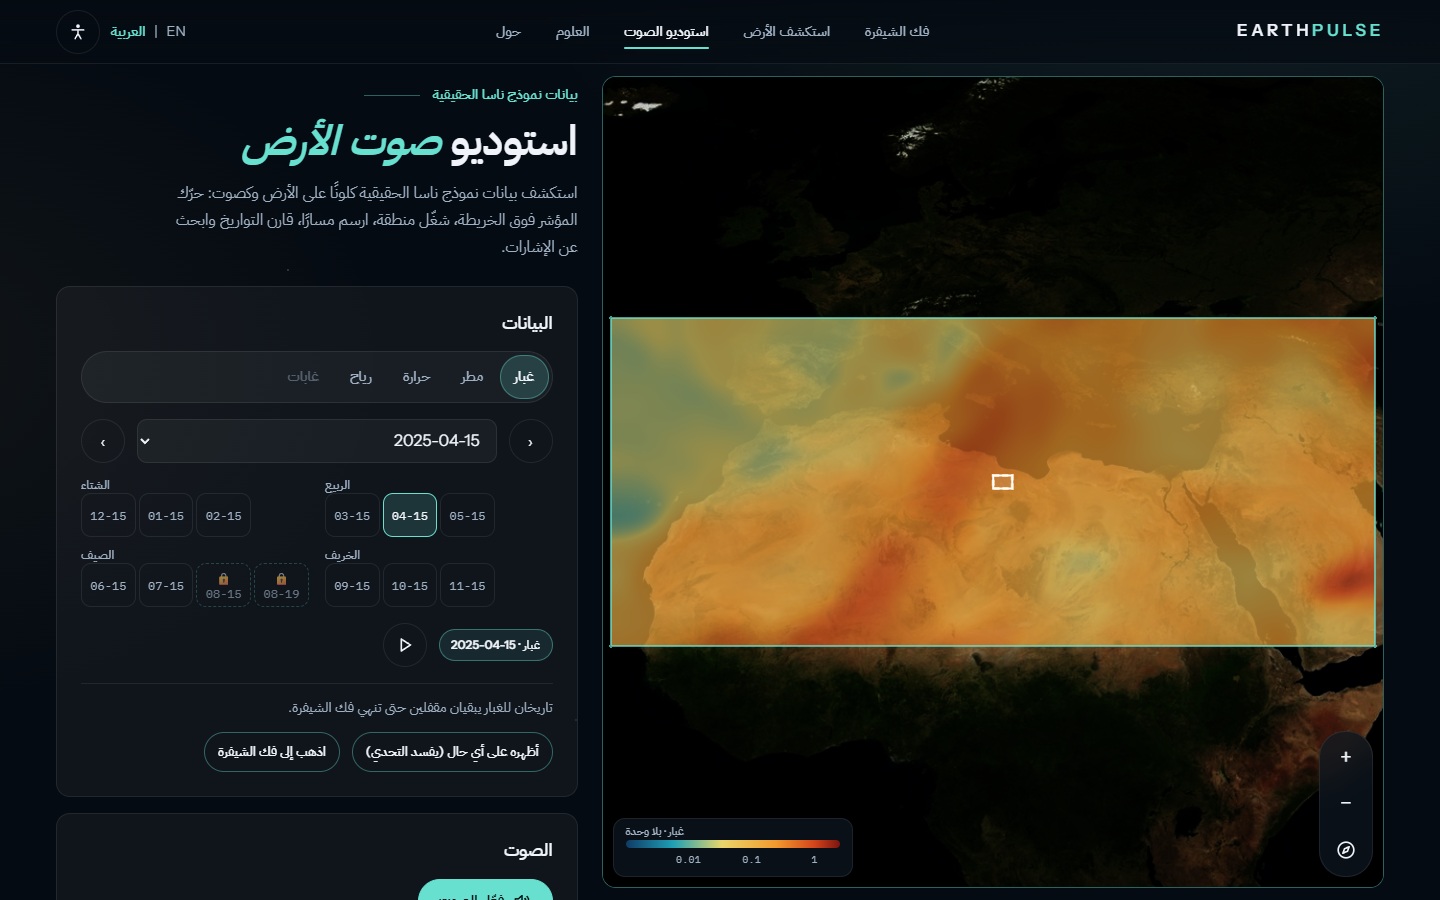 EARTHPULSE
فك الشيفرة
استكشف الأرض
استوديو الصوت
العلوم
حول
العربية | EN
بيانات نموذج ناسا الحقيقية
استوديو صوت الأرض
استكشف بيانات نموذج ناسا الحقيقية كلونًا على الأرض وكصوت: حرّك
المؤشر فوق الخريطة، شغّل منطقة، ارسم مسارًا، قارن التواريخ وابحث
عن الإشارات.
البيانات
غبار
مطر
حرارة
رياح
غابات
2025-04-15
الربيع
03-15 04-15 05-15
الشتاء
12-15 01-15 02-15
الخريف
09-15 10-15 11-15
الصيف
06-15 07-15 08-15 08-19
غبار · 2025-04-15
تاريخان للغبار يبقيان مقفلين حتى تنهي فك الشيفرة.
أظهره على أي حال (يفسد التحدي)
اذهب إلى فك الشيفرة
الصوت
غبار · بلا وحدة
0.01 0.1 1